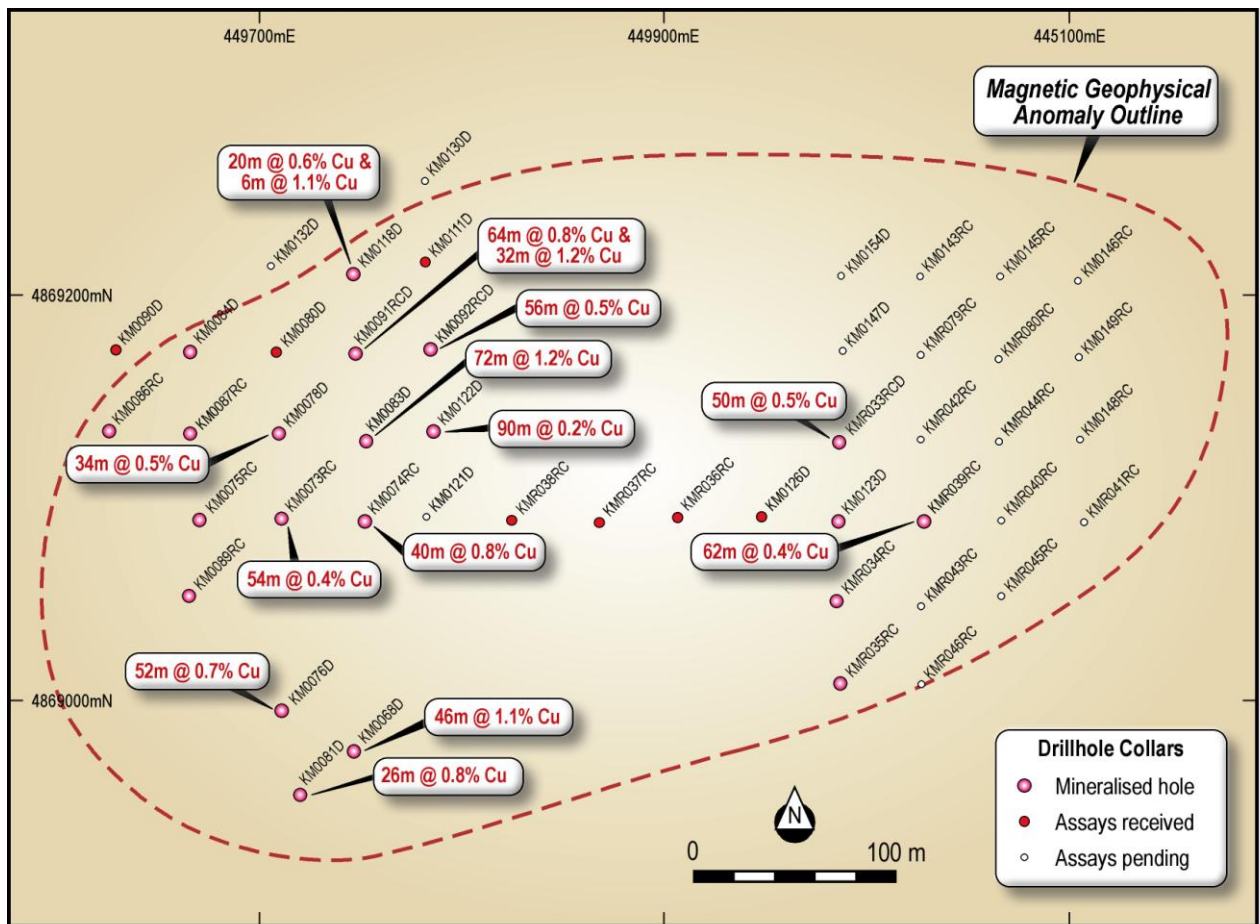 449700mE
449900mE
445100mE
Magnetic Geophysical
Anomaly Outline
KM0130D
20m @ 0.6% Cu &
6m @ 1.1% Cu
KM0132D
KM0118D
KM0111D
64m @ 0.8% Cu &
32m @ 1.2% Cu
KM0154D
KM0143RC
KM0145RC
KM0146RC
4869200mN
KM0090D
KM0084D
KM0080D
KM0091RCD
KM0092RCD
56m @ 0.5% Cu
KM0147D
KMR079RC
KMR080RC
KM0149RC
72m @ 1.2% Cu
KM0086RC
KM0087RC
KM0078D
KM0083D
KM0122D
90m @ 0.2% Cu
50m @ 0.5% Cu
KMR033RCD
KMR042RC
KMR044RC
KM0148RC
34m @ 0.5% Cu
KM0075RC
KM0073RC
KM0074RC
KM0121D
KMR038RC
KMR037RC
KMR036RC
KM0126D
KM0123D
KMR039RC
KMR040RC
KMR041RC
40m @ 0.8% Cu
62m @ 0.4% Cu
54m @ 0.4% Cu
KM0089RC
KMR034RC
KMR043RC
KMR045RC
52m @ 0.7% Cu
KM0076D
KMR035RC
KMR046RC
4869000mN
KM0068D
46m @ 1.1% Cu
KM0081D
26m @ 0.8% Cu
N
0
100 m
Drillhole Collars
Mineralised hole
Assays received
Assays pending